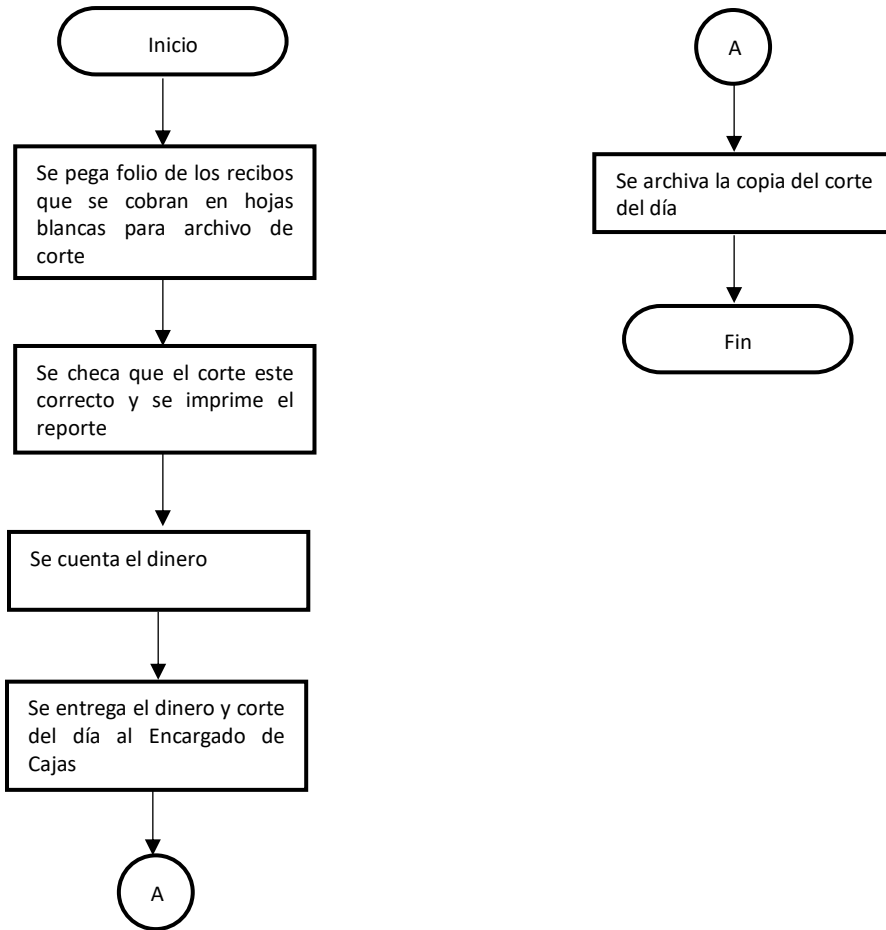 Inicio
Se pega folio de los recibos
que se cobran en hojas
blancas para archivo de
corte
Se checa que el corte este
correcto y se imprime el
reporte
Se cuenta el dinero
Se entrega el dinero y corte
del día al Encargado de
Cajas
A
A
Se archiva la copia del corte
del día
Fin